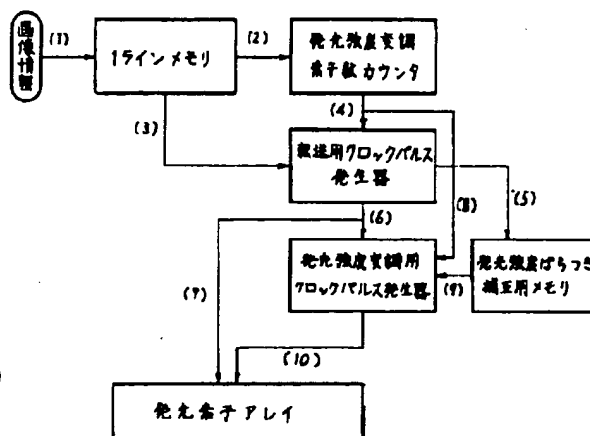 画像情報
(1)
1ラインメモリ
(2)
発光強度変調
素子数カウンタ
(3)
(4)
転送用クロックパルス
発生器
(5)
(6)
(8)
発光強度変調用
クロックパルス発生器
(9)
発光強度ばらつき
補正用メモリ
(7)
(10)
発光素子アレイ